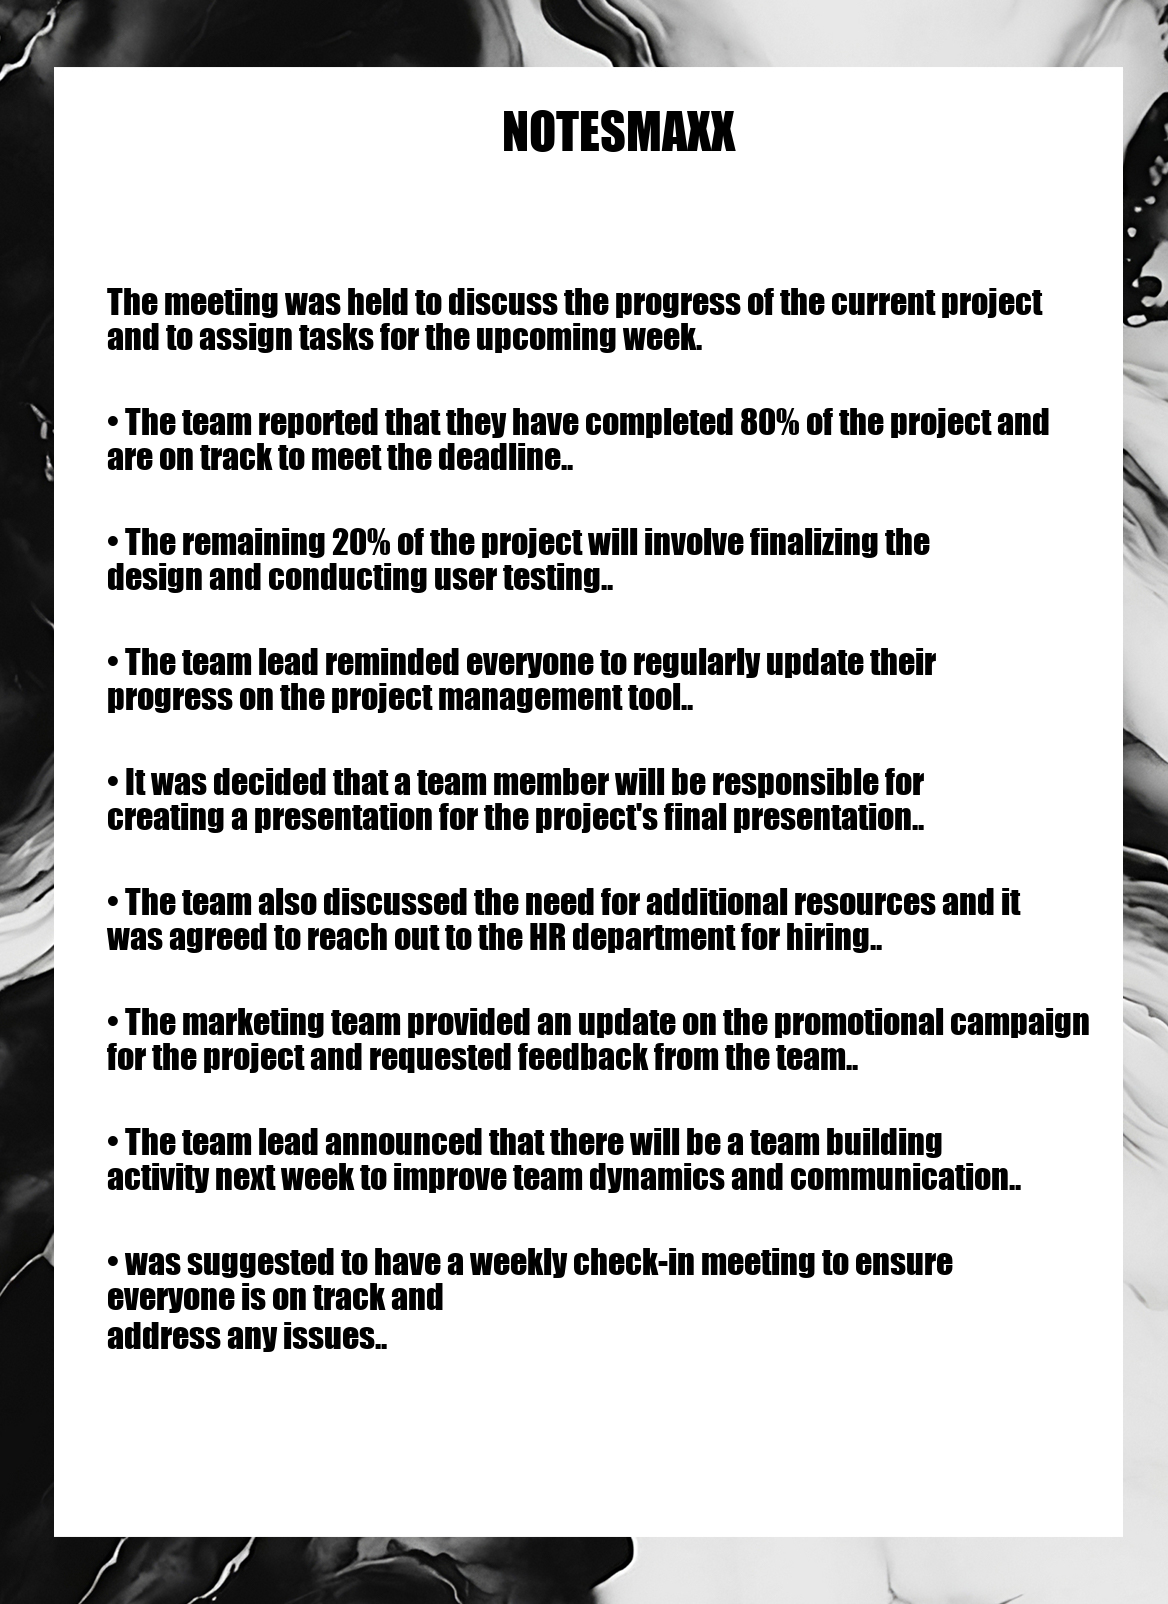 NOTESMAXX
The meeting was held to discuss the progress of the current project
and to assign tasks for the upcoming week.
• The team reported that they have completed 80% of the project and
are on track to meet the deadline..
• The remaining 20% of the project will involve finalizing the
design and conducting user testing..
• The team lead reminded everyone to regularly update their
progress on the project management tool..
• It was decided that a team member will be responsible for
creating a presentation for the project's final presentation..
• The team also discussed the need for additional resources and it
was agreed to reach out to the HR department for hiring..
• The marketing team provided an update on the promotional campaign
for the project and requested feedback from the team..
• The team lead announced that there will be a team building
activity next week to improve team dynamics and communication..
• was suggested to have a weekly check-in meeting to ensure
everyone is on track and
address any issues..